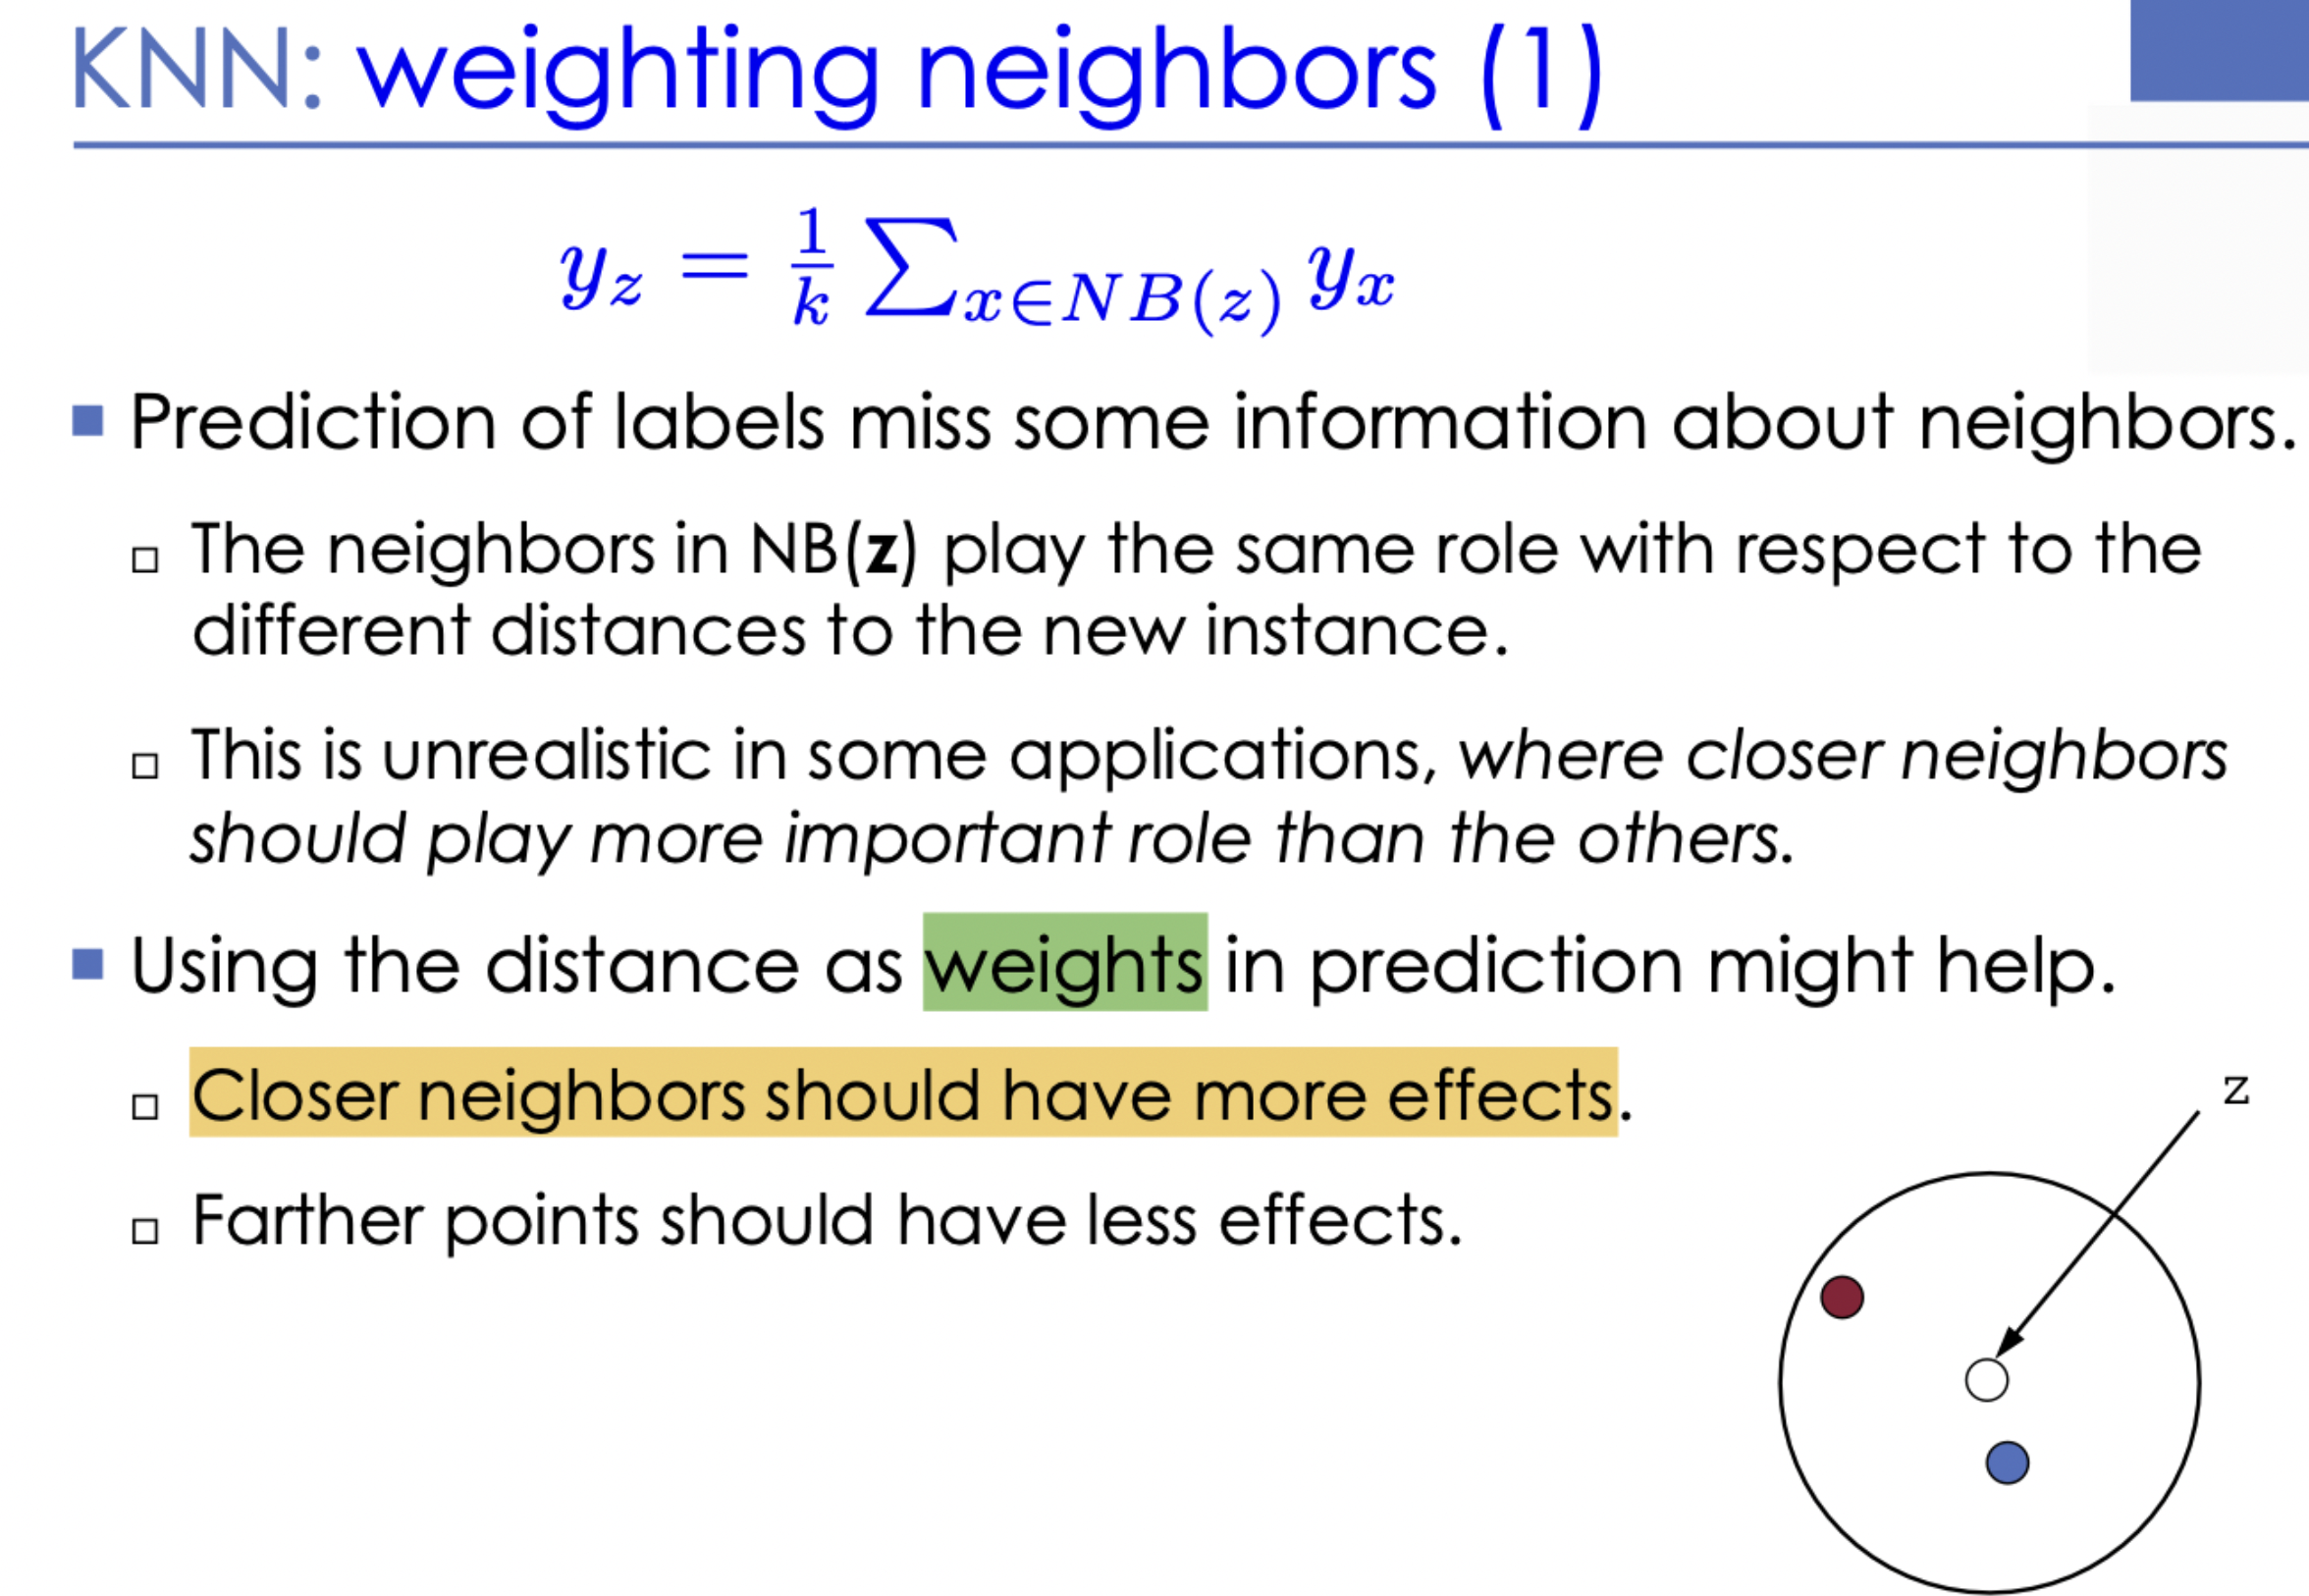 KNN: weighting neighbors (1)
y_z = \frac{1}{k} \sum_{x \in NB(z)} y_x
Prediction of labels miss some information about neighbors.
The neighbors in NB(z) play the same role with respect to the
different distances to the new instance.
This is unrealistic in some applications, where closer neighbors
should play more important role than the others.
Using the distance as weights in prediction might help.
Closer neighbors should have more effects.
Farther points should have less effects.
z